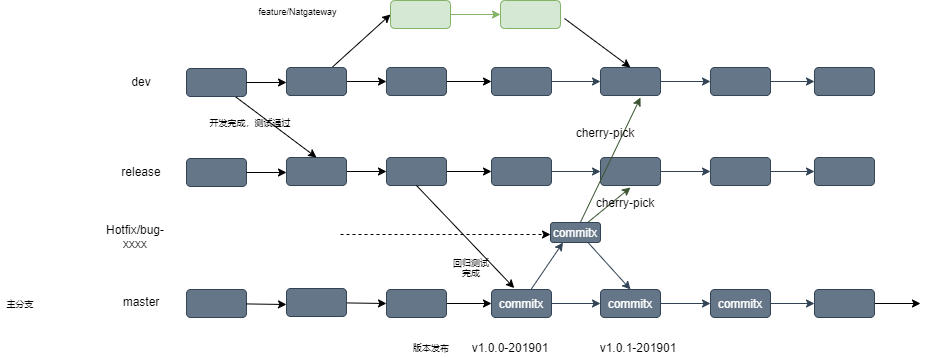 feature/Natgateway
dev
开发完成，测试通过
cherry-pick
release
cherry-pick
Hotfix/bug-
xxxx
commitx
回归测试
完成
主分支
master
commitx
commitx
commitx
版本发布
v1.0.0-201901
v1.0.1-201901